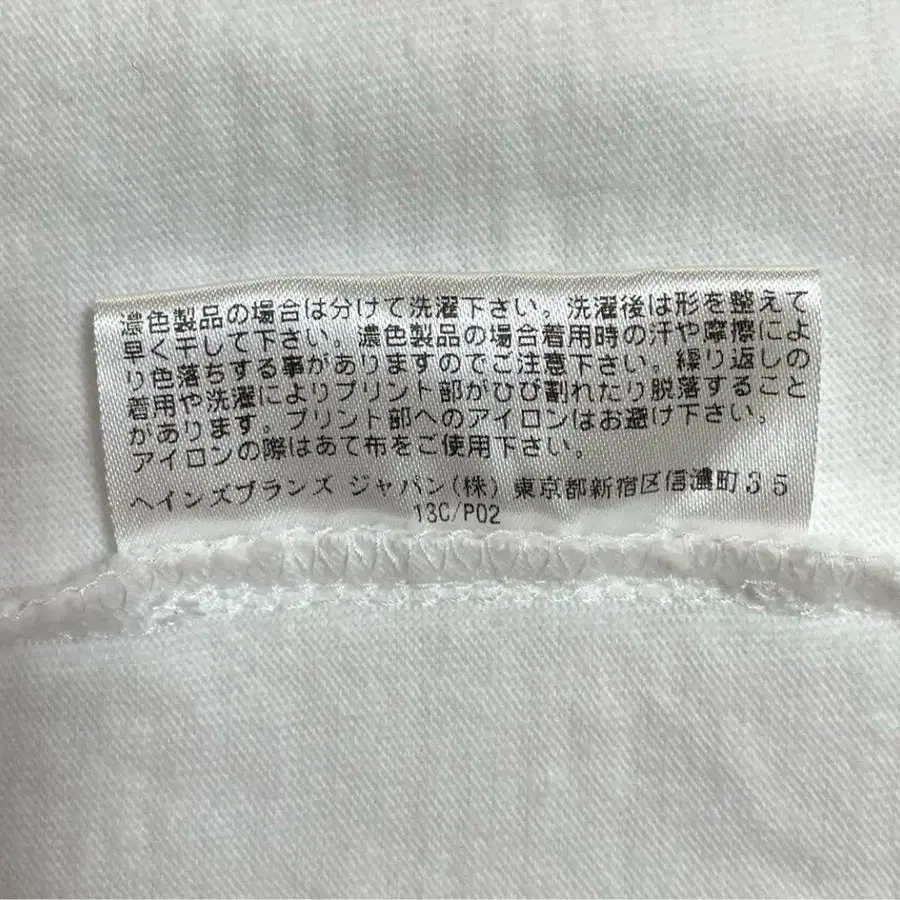 濃色製品の場合は分けて洗濯下さい。洗濯後は形を整えて
早く干して下さい。濃色製品の場合着用時の汗や摩擦によ
り色落ちする事がありますのでご注意下さい。繰り返しの
着用や洗濯によりプリント部がひび割れたり脱落すること
があります。プリント部へのアイロンはお避け下さい。
アイロンの際はあて布をご使用下さい。
ヘインズブランズ ジャパン(株) 東京都新宿区信濃町35
13C/P02